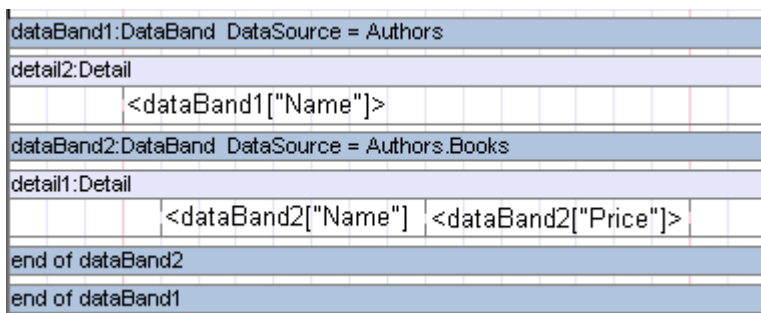 dataBand1:DataBand DataSource = Authors
detail2:Detail
<dataBand1["Name"]>
dataBand2:DataBand DataSource = Authors.Books
detail1:Detail
<dataBand2["Name"] <dataBand2["Price"]>
end of dataBand2
end of dataBand1